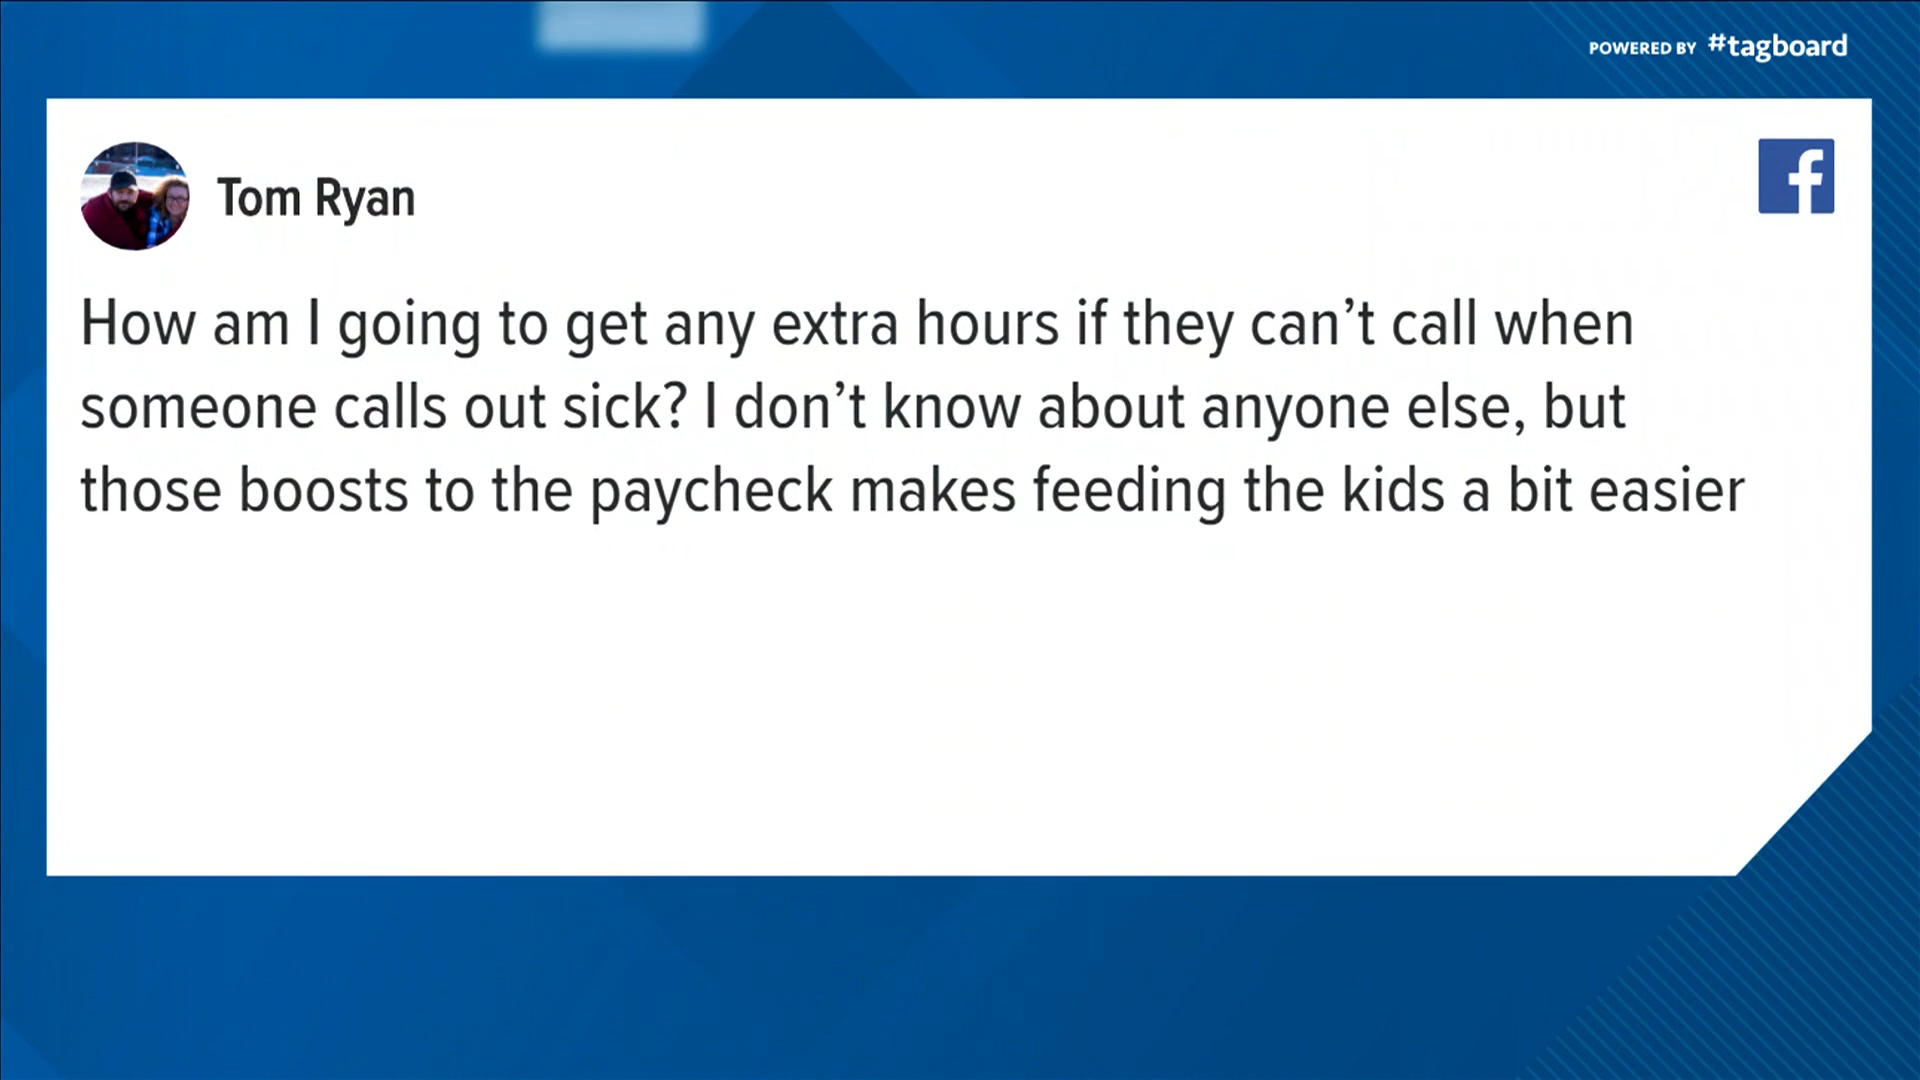 POWERED BY #tagboard
Tom Ryan
How am I going to get any extra hours if they can’t call when
someone calls out sick? I don’t know about anyone else, but
those boosts to the paycheck makes feeding the kids a bit easier